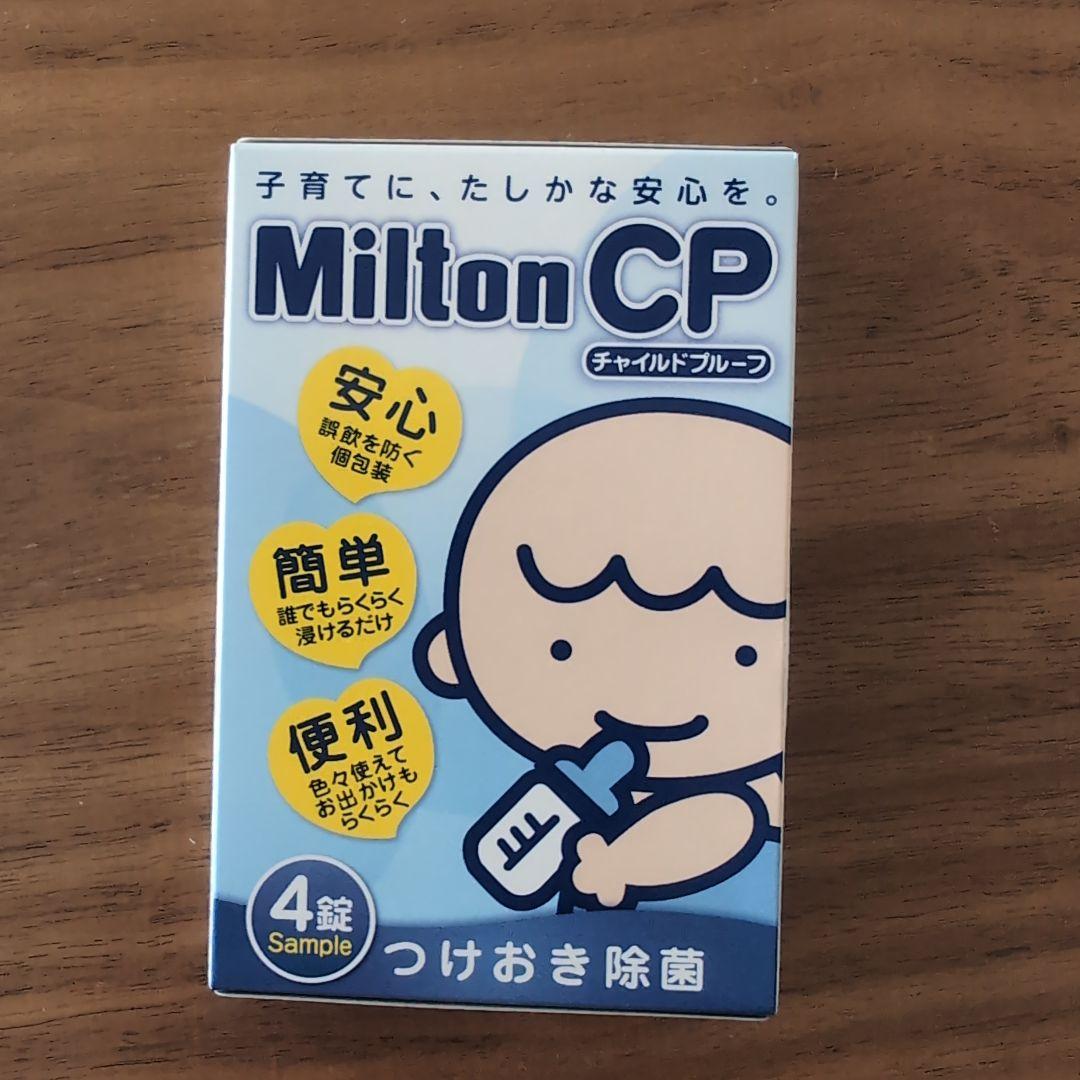 子育てに、たしかな安心を。
Milton CP
チャイルドプルーフ
安心
誤飲を防ぐ
個包装
簡単
誰でもらくらく
浸けるだけ
便利
色々使えて
お出かけも
らくらく
4錠
Sample
つけおき除菌